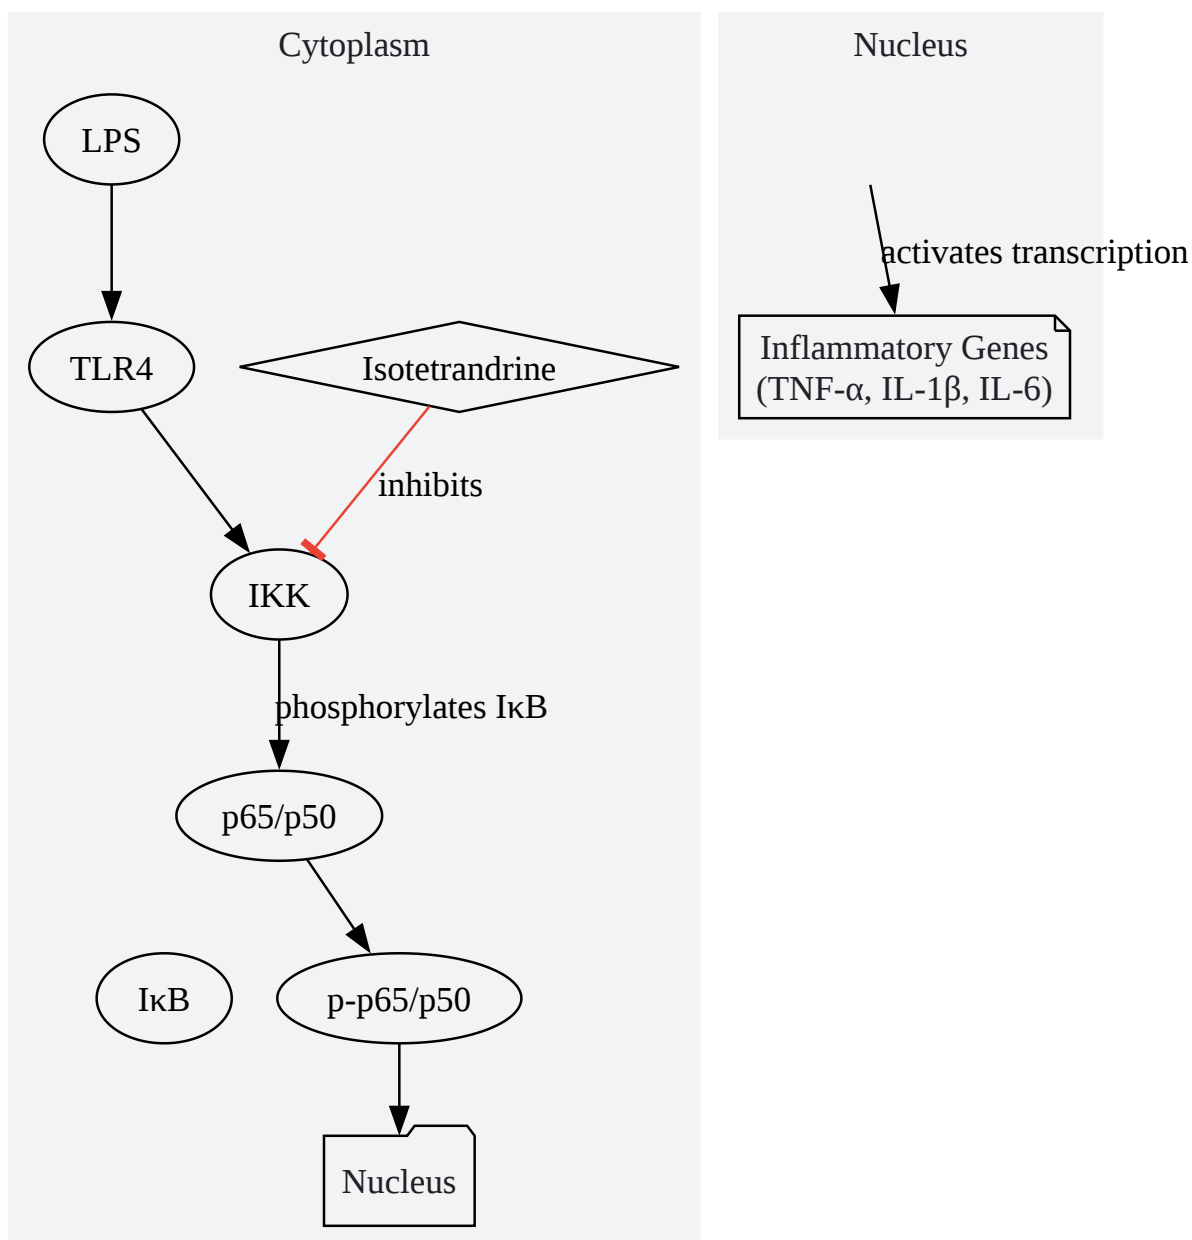 Cytoplasm
Nucleus
LPS
activates transcription
Inflammatory Genes
(TNF-α, IL-1β, IL-6)
TLR4
Isotetrandrine
inhibits
IKK
phosphorylates IκB
p65/p50
IκB
p-p65/p50
Nucleus